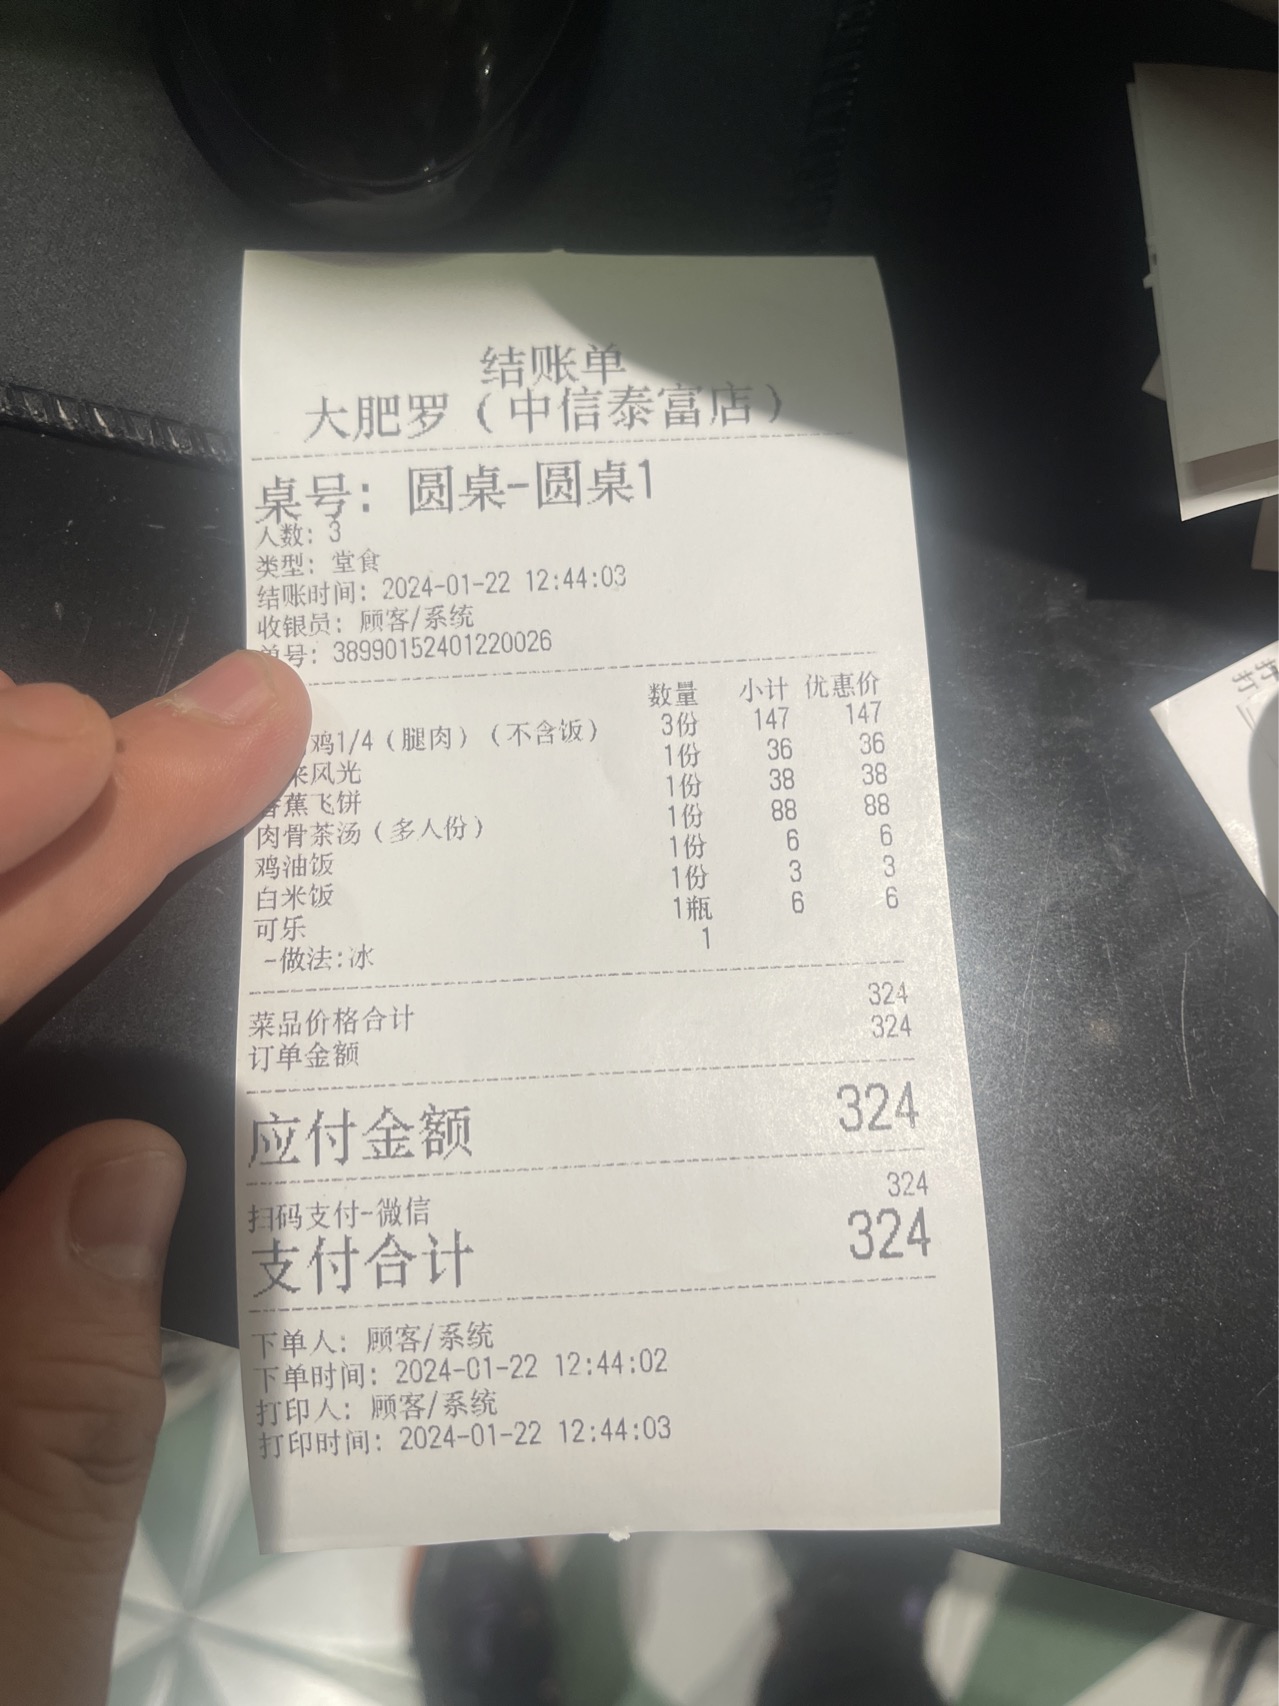 结账单
大肥罗（中信泰富店）
桌号：圆桌-圆桌1
人数：3
类型：堂食
结账时间：2024-01-22 12:44:03
收银员：顾客/系统
单号：38990152401220026
数量 小计 优惠价
鸡1/4（腿肉）（不含饭） 3份 147 147
来风光 1份 36 36
香蕉飞饼 1份 38 38
肉骨茶汤（多人份） 1份 88 88
鸡油饭 1份 6 6
白米饭 1份 3 3
可乐 1瓶 6 6
-做法:冰 1
菜品价格合计 324
订单金额 324
应付金额 324
扫码支付-微信 324
支付合计 324
下单人：顾客/系统
下单时间：2024-01-22 12:44:02
打印人：顾客/系统
打印时间：2024-01-22 12:44:03